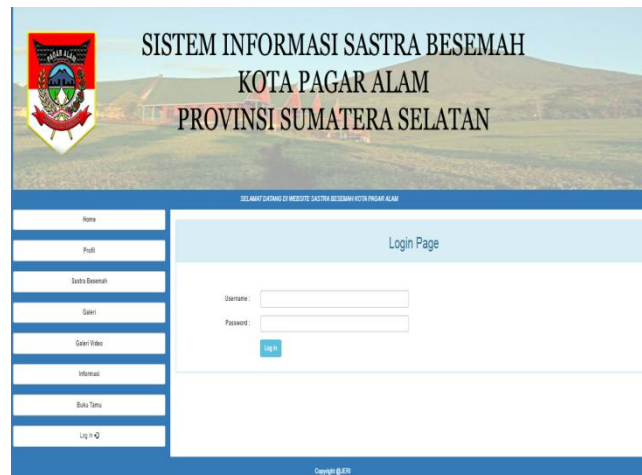 PAGAR ALAM
SISTEM INFORMASI SASTRA BESEMAH
KOTA PAGAR ALAM
PROVINSI SUMATERA SELATAN
SELAMAT DATANG DI WEBSITE SASTRA BESEMAH KOTA PAGAR ALAM
Home
Profil
Sastra Besemah
Galeri
Galeri Video
Informasi
Buku Tamu
Log In
Login Page
Username :
Password :
Log In
Copyright @JERI